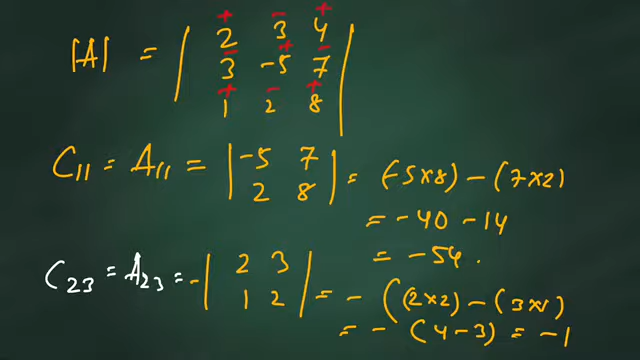 + - +
2 3 4
- + -
|A| = | 3 -5 7 |
+ - +
1 2 8
C11 = A11 = | -5 7 | = (-5×8) - (7×2)
2 8
= -40 - 14
= -54.
C23 = A23 = - | 2 3 | = - ((2×2) - (3×1)
1 2
= - (4 - 3) = -1